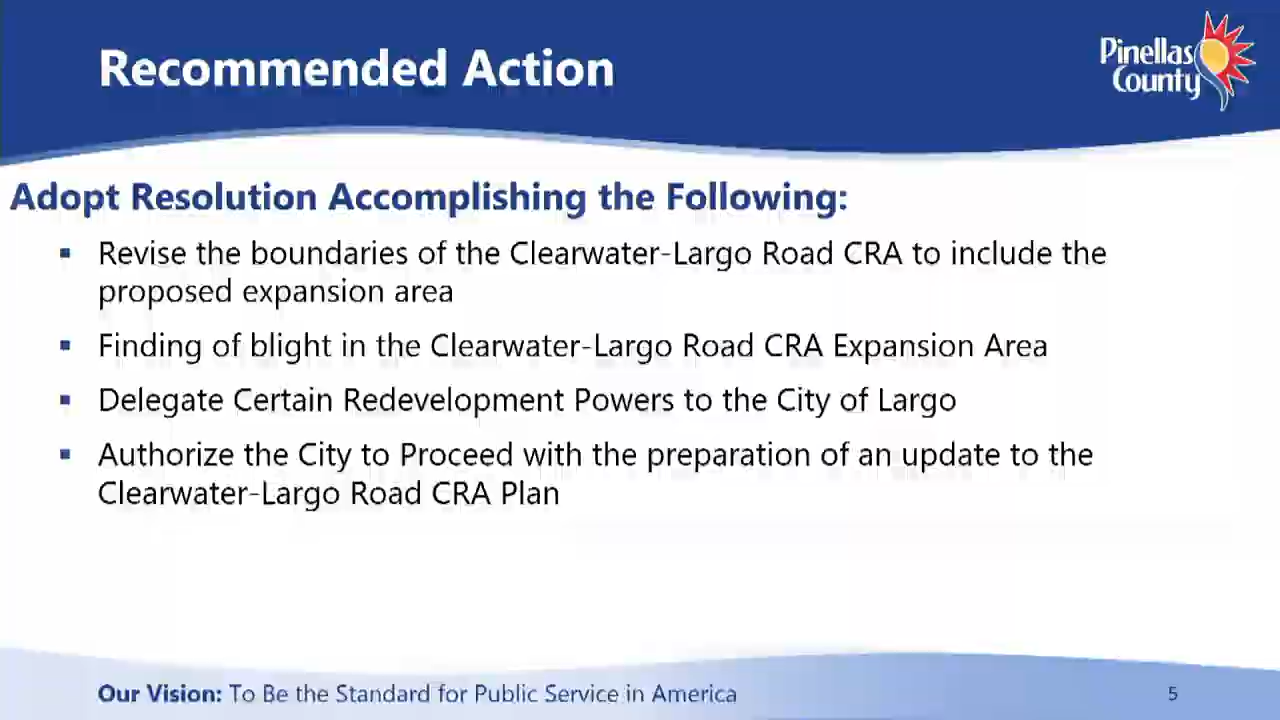 Recommended Action
Pinellas
County
Adopt Resolution Accomplishing the Following:
▪ Revise the boundaries of the Clearwater-Largo Road CRA to include the
proposed expansion area
▪ Finding of blight in the Clearwater-Largo Road CRA Expansion Area
▪ Delegate Certain Redevelopment Powers to the City of Largo
▪ Authorize the City to Proceed with the preparation of an update to the
Clearwater-Largo Road CRA Plan
Our Vision: To Be the Standard for Public Service in America
5